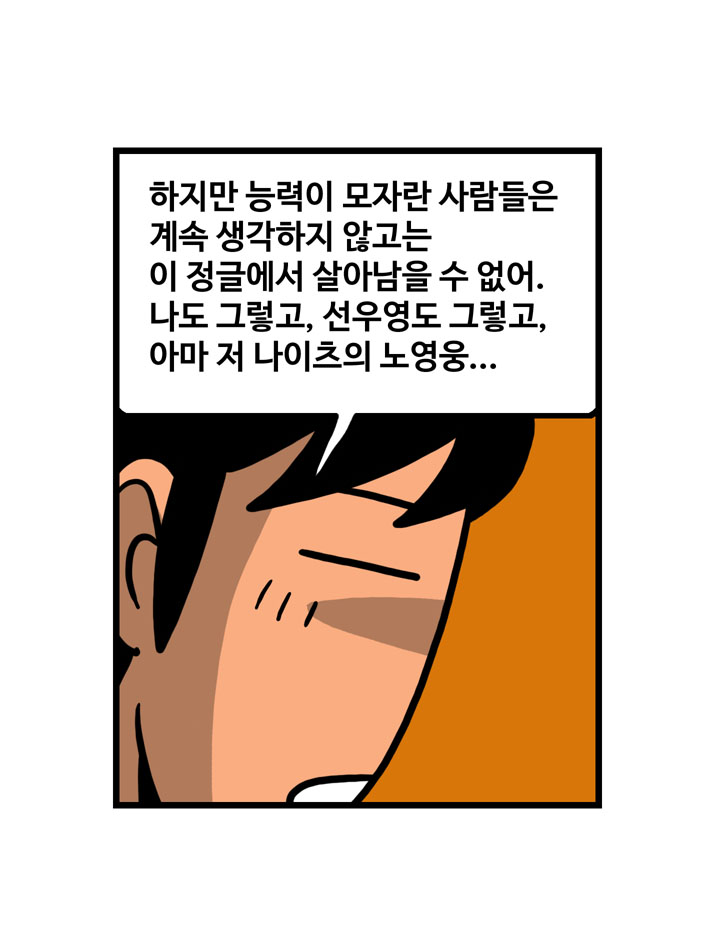 하지만 능력이 모자란 사람들은
계속 생각하지 않고는
이 정글에서 살아남을 수 없어.
나도 그렇고, 선우영도 그렇고,
아마 저 나이츠의 노영웅...